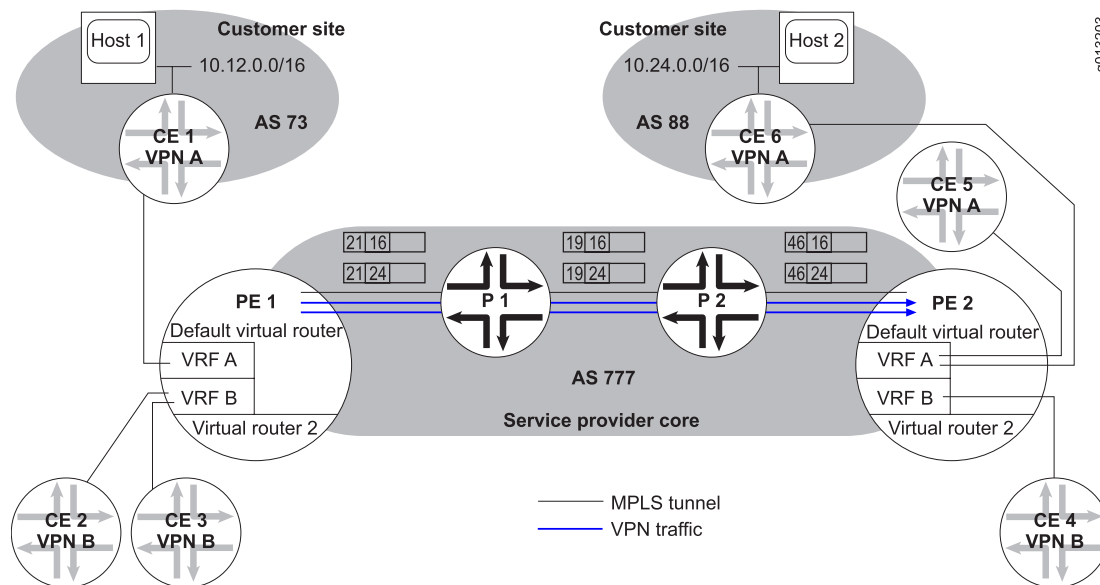 Host 1
Customer site
10.12.0.0/16
AS 73
CE 1
VPN A
Customer site
Host 2
10.24.0.0/16
AS 88
CE 6
VPN A
CE 5
VPN A
g013203
21 16
19 16
46 16
21 24
19 24
46 24
PE 1
P 1
P 2
PE 2
Default virtual router
Default virtual router
VRF A
VRF A
AS 777
VRF B
VRF B
Virtual router 2
Service provider core
Virtual router 2
CE 2
VPN B
CE 3
VPN B
MPLS tunnel
VPN traffic
CE 4
VPN B